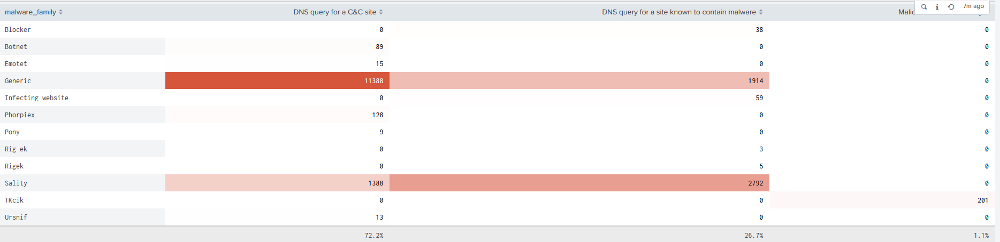 malware_family DNS query for a C&C site DNS query for a site known to contain malware 7m ago
Blocker 0 38 0
Botnet 89 0 0
Emotet 15 0 0
Generic 11388 1914 0
Infecting website 0 59 0
Phorpiex 128 0 0
Pony 9 0 0
Rig ek 0 3 0
Rigek 0 5 0
Sality 1388 2792 0
TKcik 0 0 201
Ursnif 13 0 0
72.2% 26.7% 1.1%